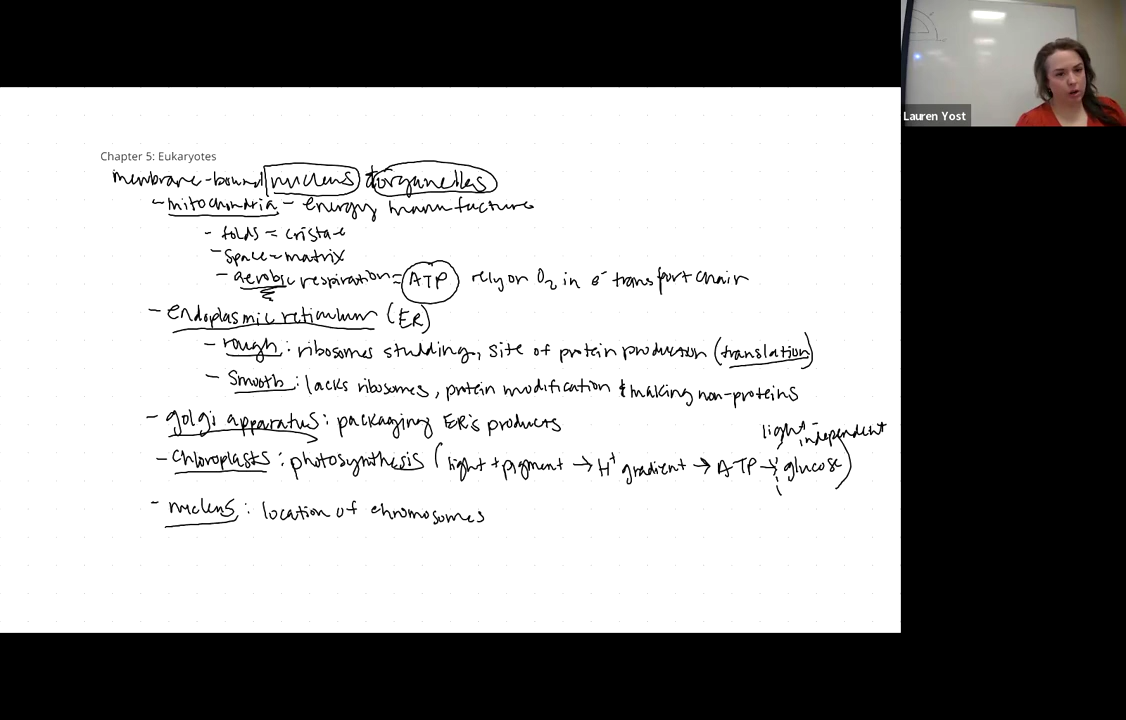 Lauren Yost
Chapter 5: Eukaryotes
membrane-bound nucleus & organelles
- mitochondria - energy manufacture
- folds = cristae
- space = matrix
- aerobic respiration = ATP rely on O2 in e- transport chain
- endoplasmic reticulum (ER)
- rough: ribosomes studding, site of protein production (translation)
- Smooth: lacks ribosomes, protein modification & making non-proteins
- golgi apparatus: packaging ER's products
light-independent
- chloroplasts: photosynthesis (light + pigment → H+ gradient → ATP → glucose)
- nucleus: location of chromosomes